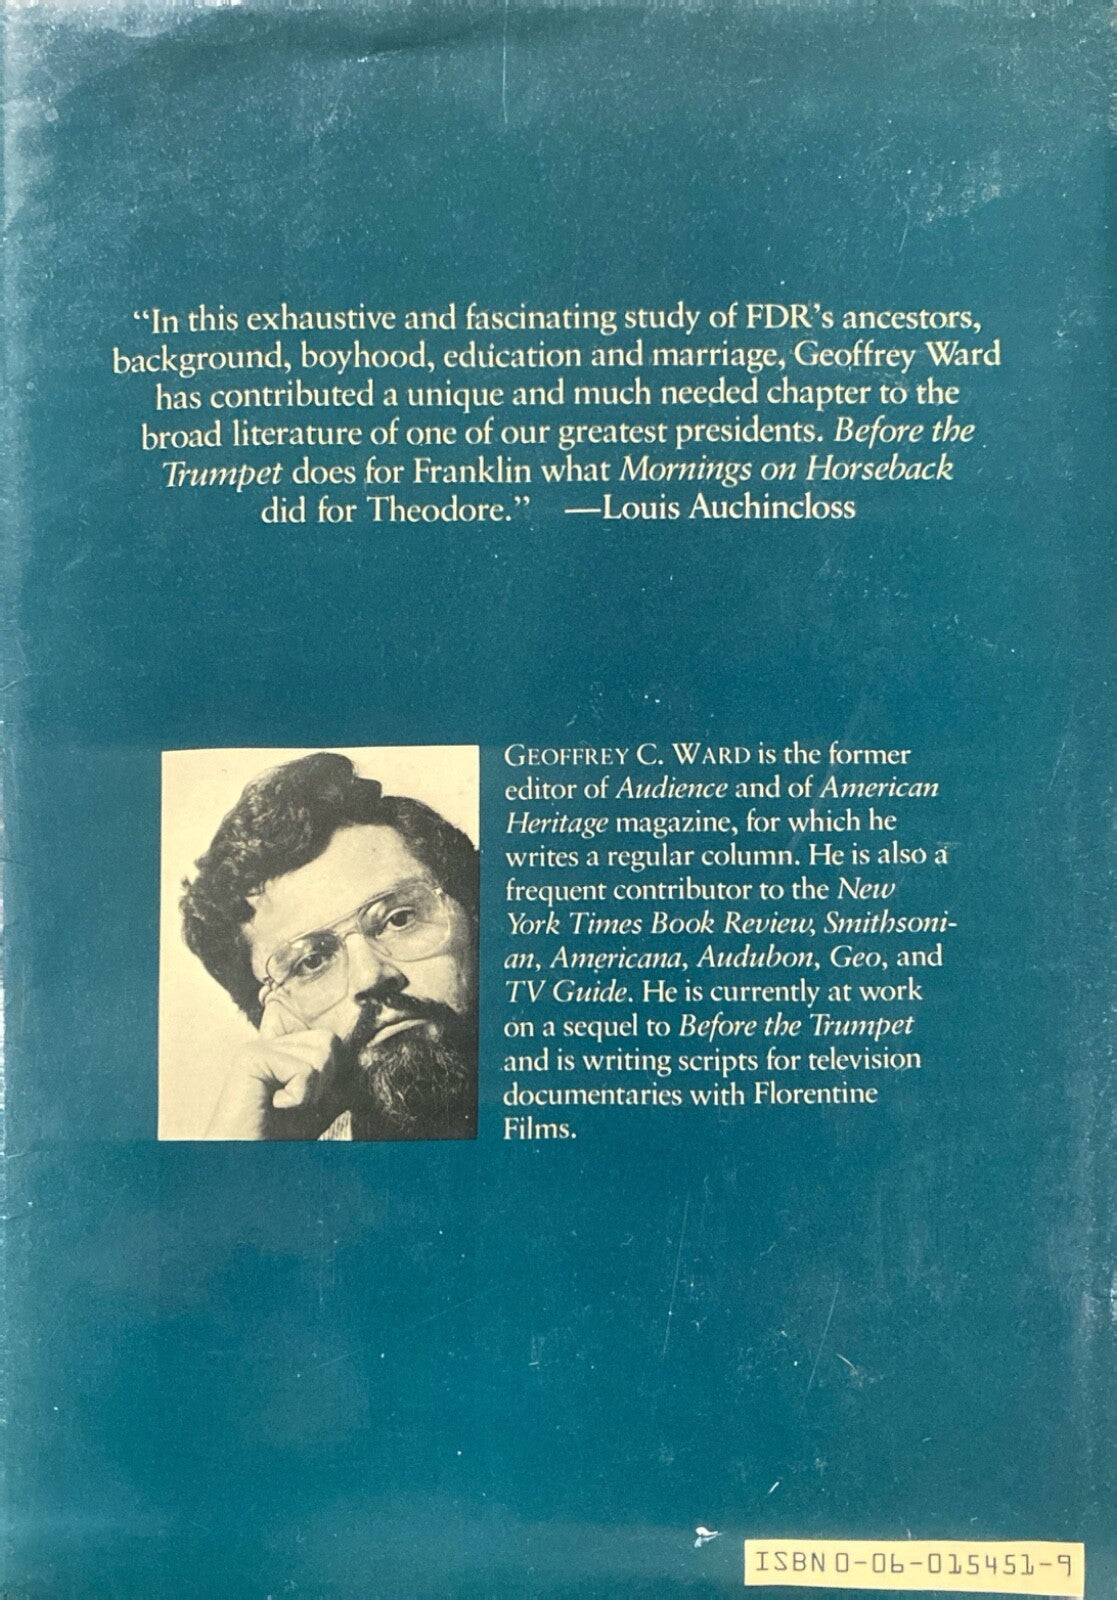 “In this exhaustive and fascinating study of FDR’s ancestors,
background, boyhood, education and marriage, Geoffrey Ward
has contributed a unique and much needed chapter to the
broad literature of one of our greatest presidents. Before the
Trumpet does for Franklin what Mornings on Horseback
did for Theodore.” —Louis Auchincloss
GEOFFREY C. WARD is the former
editor of Audience and of American
Heritage magazine, for which he
writes a regular column. He is also a
frequent contributor to the New
York Times Book Review, Smithsoni-
an, Americana, Audubon, Geo, and
TV Guide. He is currently at work
on a sequel to Before the Trumpet
and is writing scripts for television
documentaries with Florentine
Films.
ISBN 0-06-015451-9